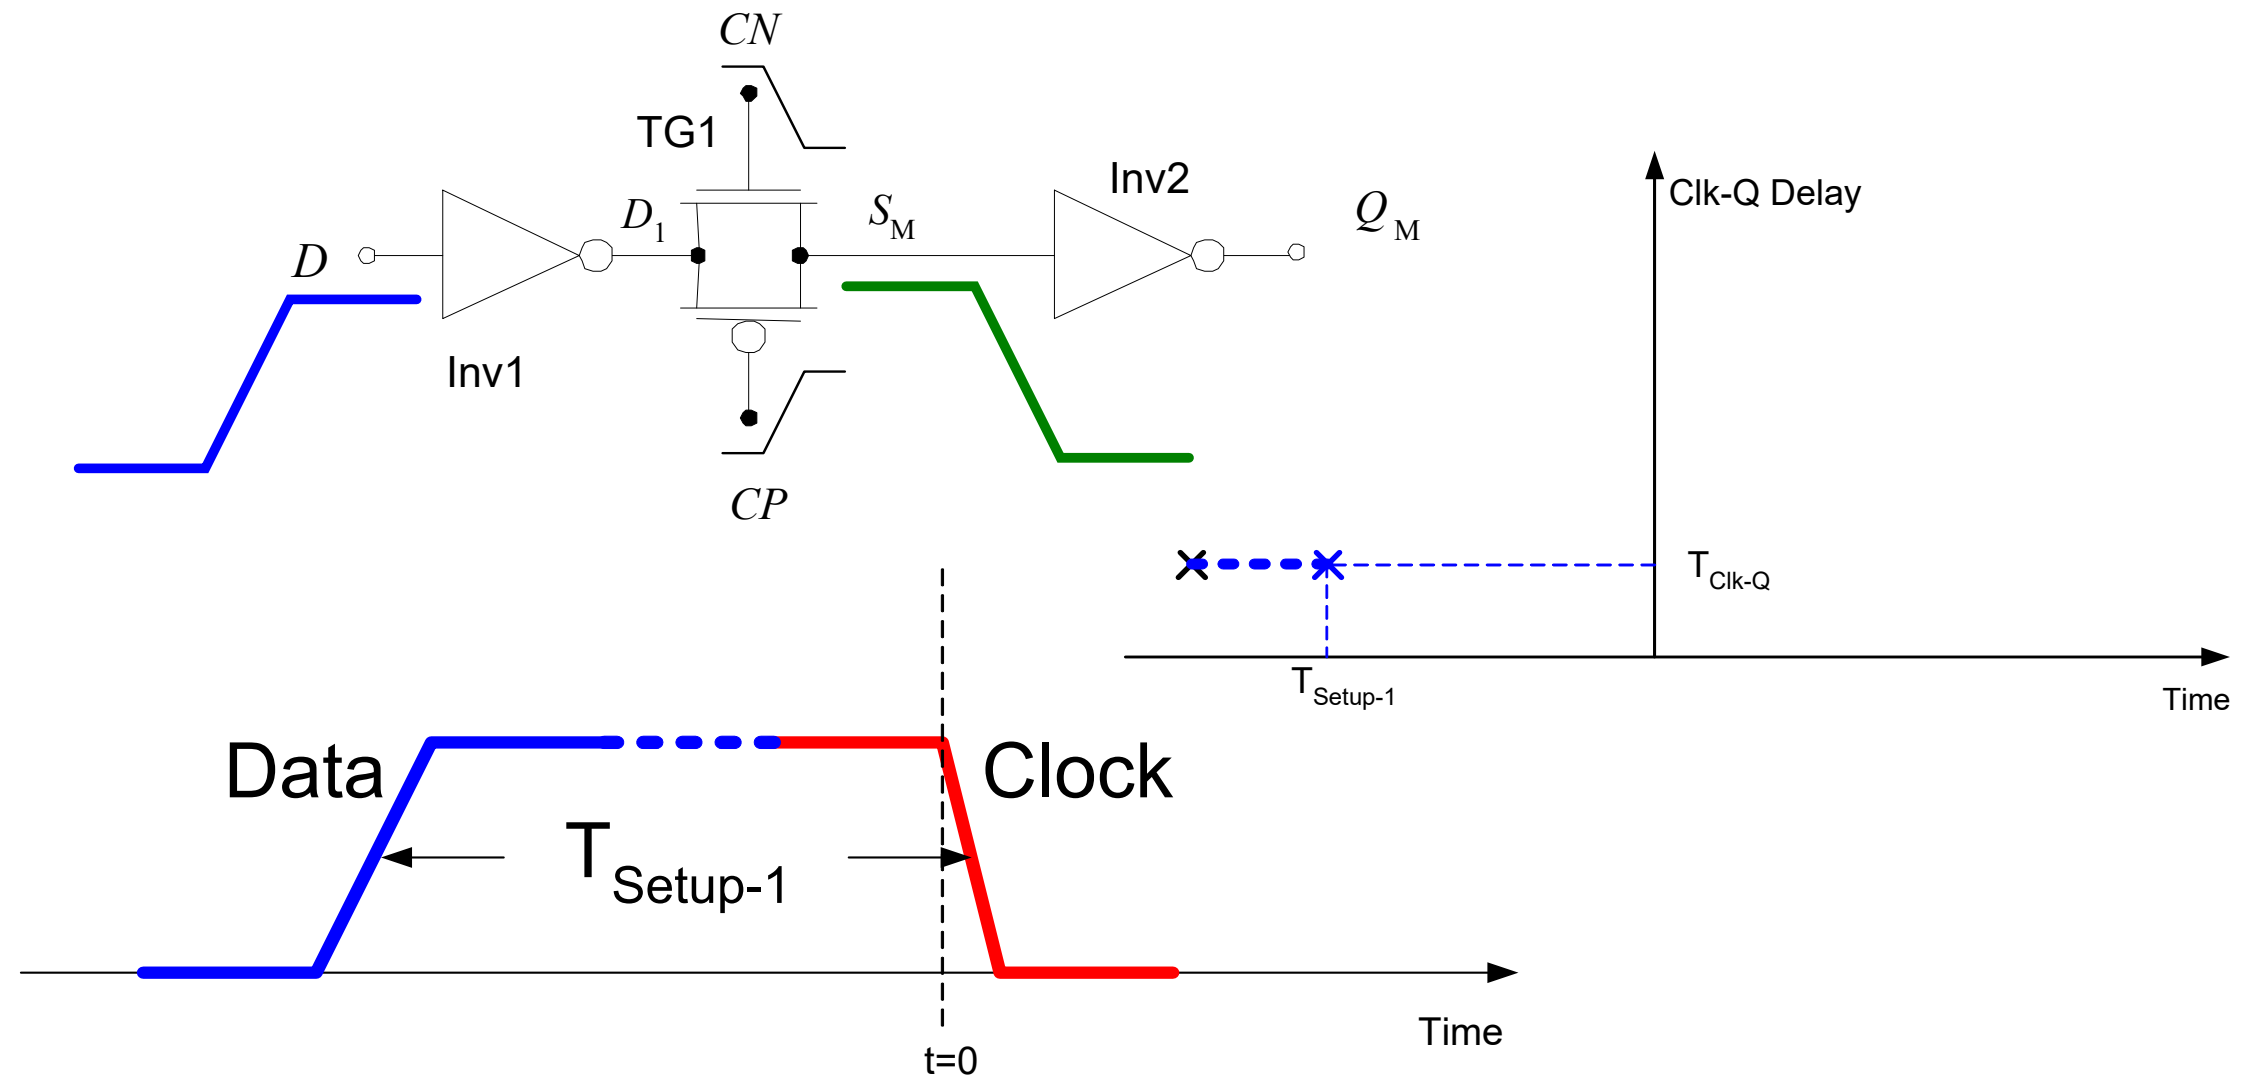 CN
TG1
Inv2
Clk-Q Delay
D
D1
SM
QM
Inv1
CP
TClk-Q
TSetup-1
Time
Data
Clock
TSetup-1
Time
t=0